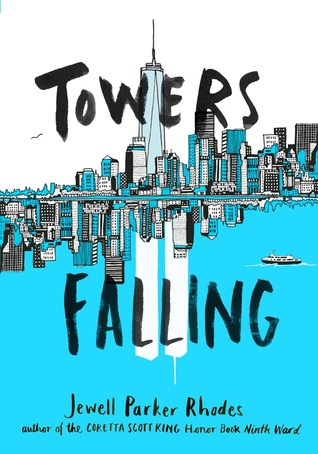 TOWERS
FALLING
Jewell Parker Rhodes
author of the CORETTA SCOTT KING Honor Book Ninth Ward